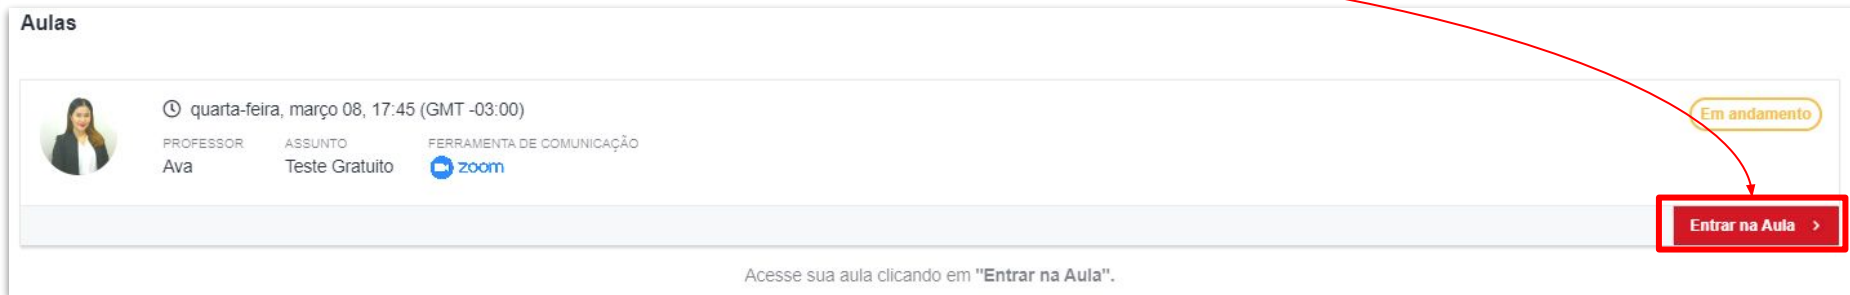 Aulas
quarta-feira, março 08, 17:45 (GMT -03:00)
Em andamento
PROFESSOR ASSUNTO FERRAMENTA DE COMUNICAÇÃO
Ava Teste Gratuito zoom
Entrar na Aula >
Acesse sua aula clicando em "Entrar na Aula".